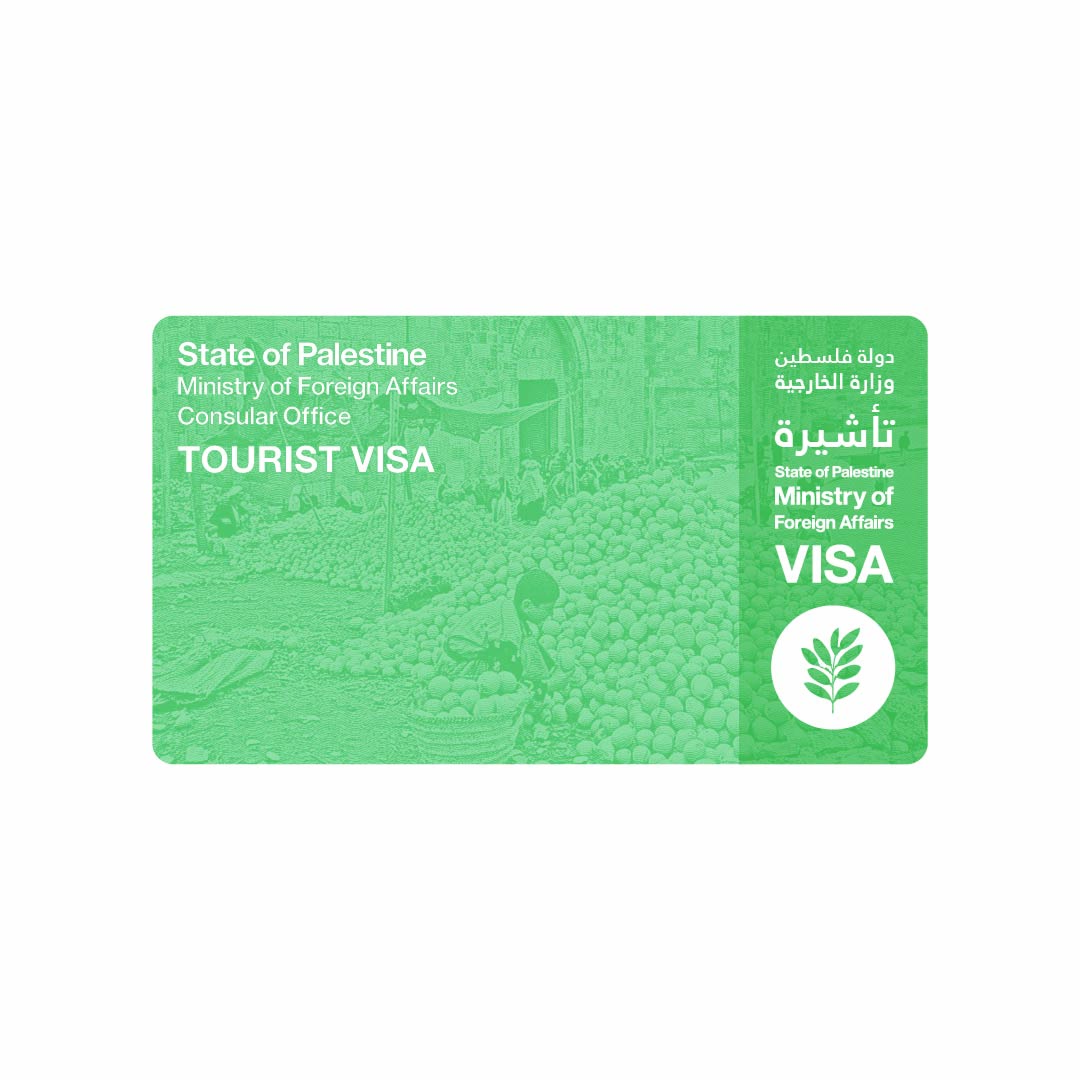 State of Palestine
Ministry of Foreign Affairs
Consular Office
TOURIST VISA
دولة فلسطين
وزارة الخارجية
تأشيرة
State of Palestine
Ministry of
Foreign Affairs
VISA